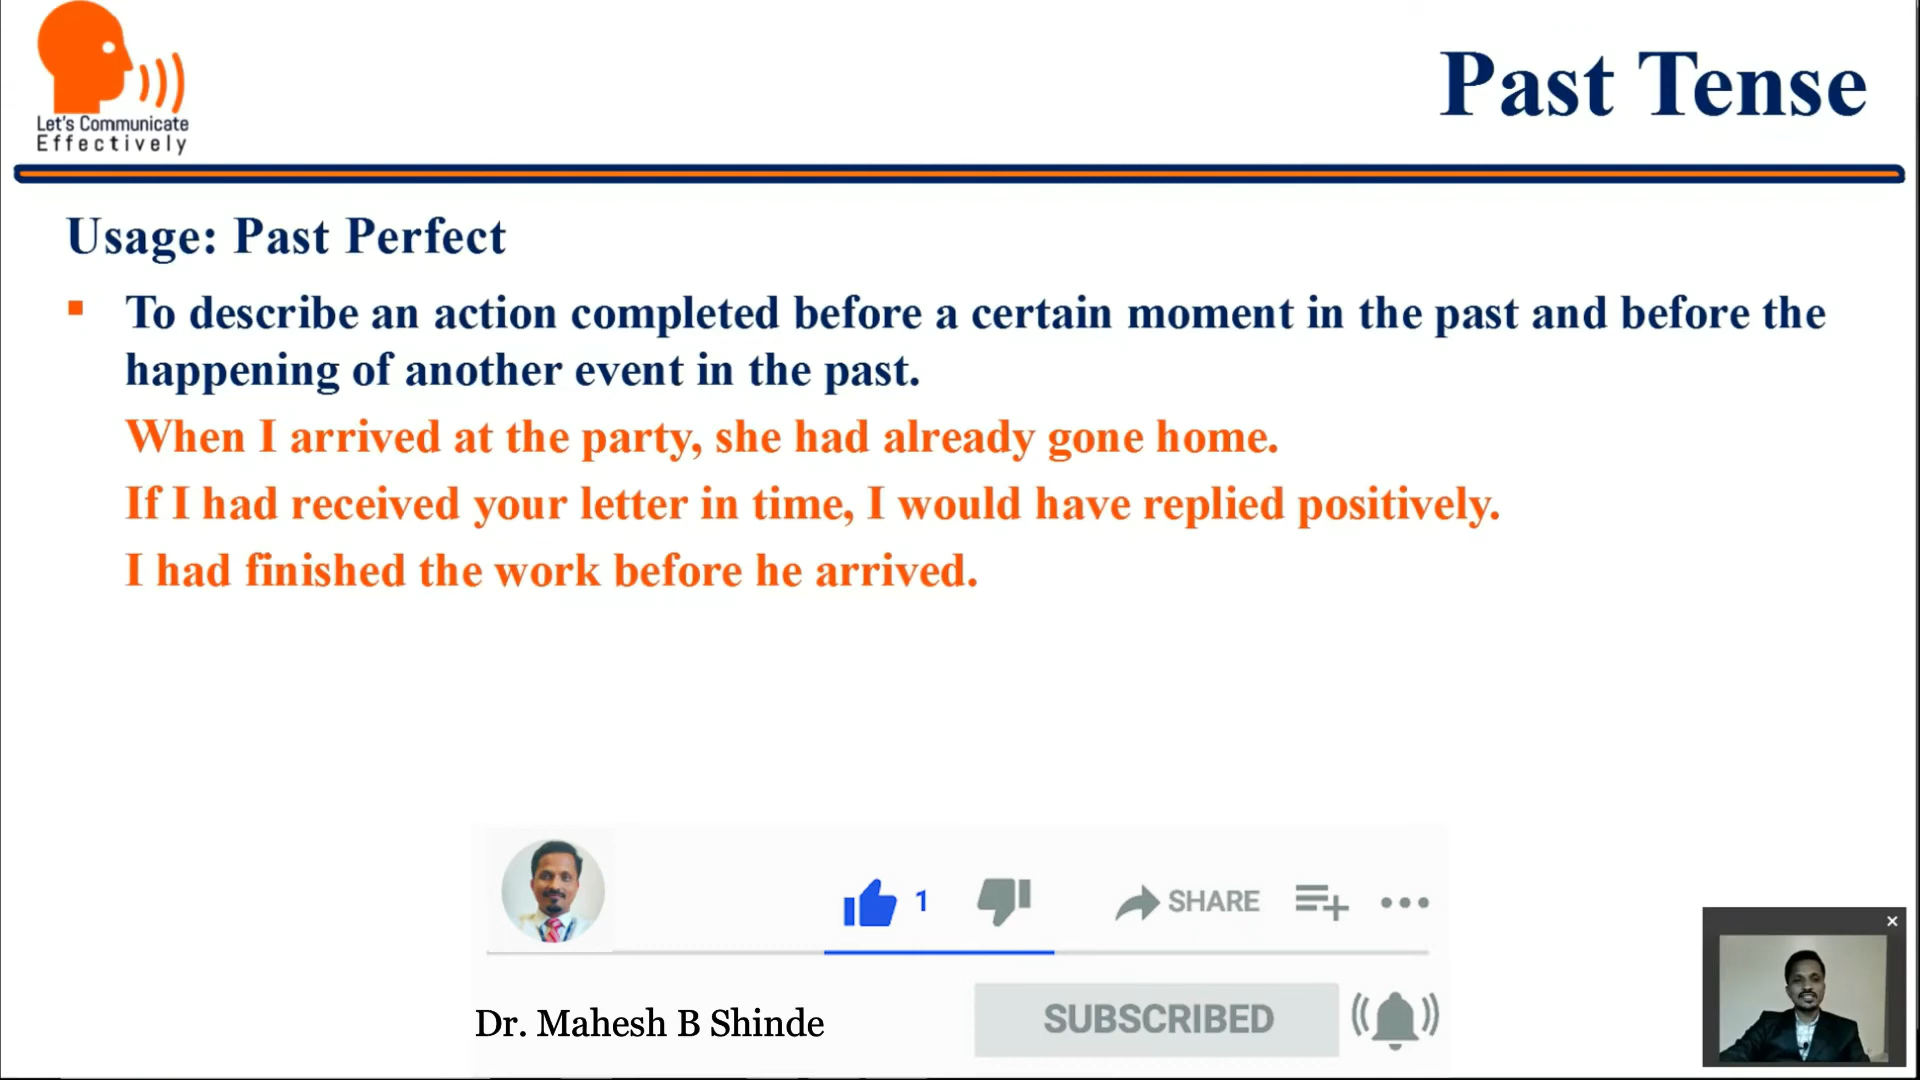 Let's Communicate
Effectively
Past Tense
Usage: Past Perfect
To describe an action completed before a certain moment in the past and before the
happening of another event in the past.
When I arrived at the party, she had already gone home.
If I had received your letter in time, I would have replied positively.
I had finished the work before he arrived.
1
SHARE
Dr. Mahesh B Shinde
SUBSCRIBED